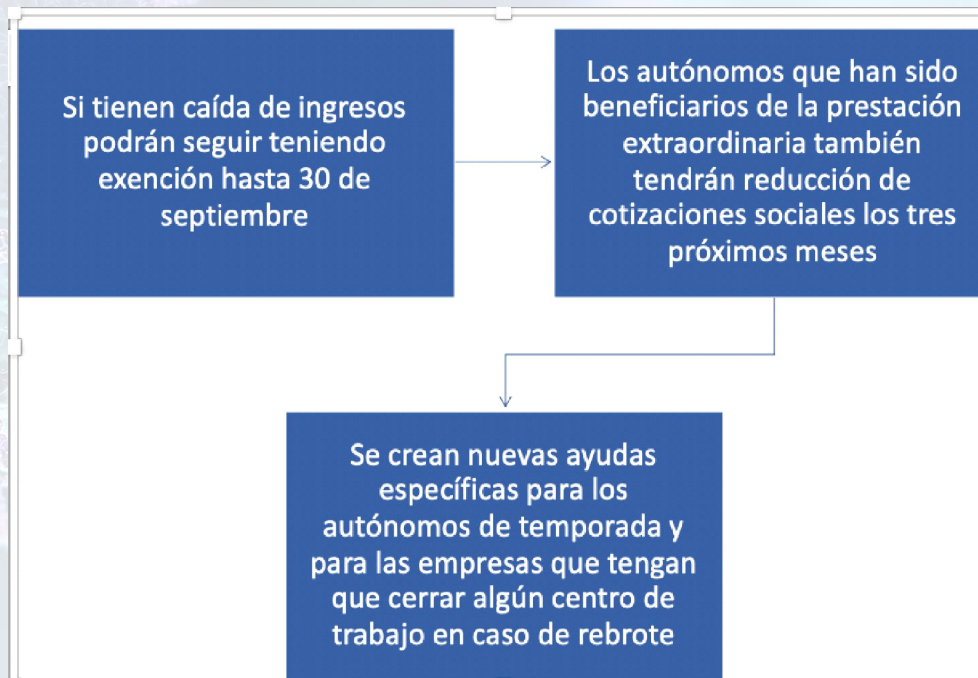 Si tienen caída de ingresos
podrán seguir teniendo
exención hasta 30 de
septiembre
Los autónomos que han sido
beneficiarios de la prestación
extraordinaria también
tendrán reducción de
cotizaciones sociales los tres
próximos meses
Se crean nuevas ayudas
específicas para los
autónomos de temporada y
para las empresas que tengan
que cerrar algún centro de
trabajo en caso de rebrote